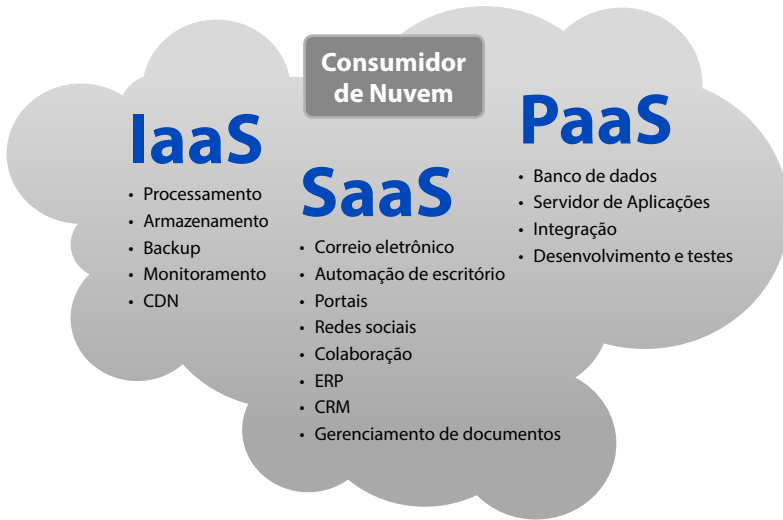 Consumidor
de Nuvem
IaaS
• Processamento
• Armazenamento
• Backup
• Monitoramento
• CDN
SaaS
• Correio eletrônico
• Automação de escritório
• Portais
• Redes sociais
• Colaboração
• ERP
• CRM
• Gerenciamento de documentos
PaaS
• Banco de dados
• Servidor de Aplicações
• Integração
• Desenvolvimento e testes